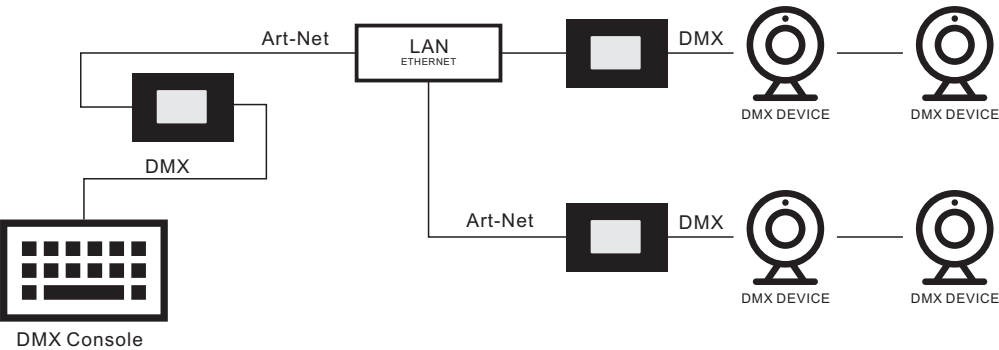 Art-Net
LAN
ETHERNET
DMX
DMX DEVICE
DMX DEVICE
DMX
Art-Net
DMX
DMX DEVICE
DMX DEVICE
DMX Console